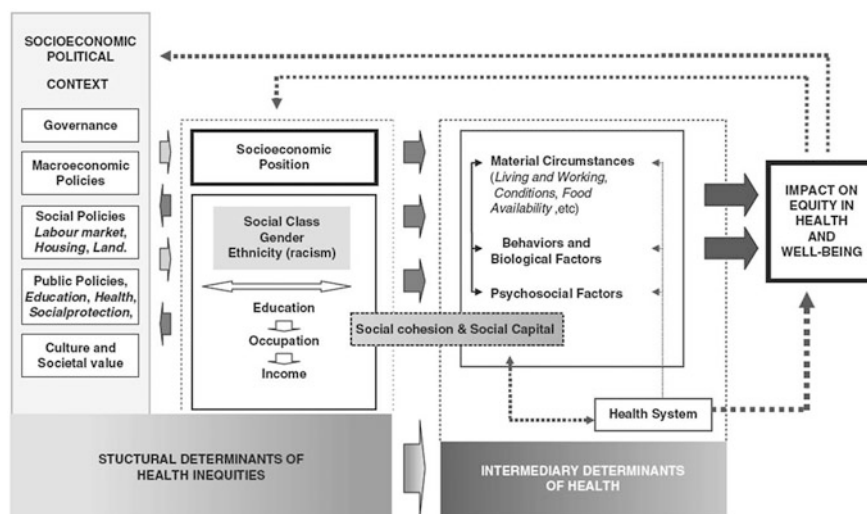 SOCIOECONOMIC
POLITICAL
CONTEXT
Governance
Macroeconomic
Policies
Social Policies
Labour market,
Housing, Land.
Public Policies,
Education, Health,
Socialprotection,
Culture and
Societal value
Socioeconomic
Position
Social Class
Gender
Ethnicity (racism)
Education
Occupation
Income
Social cohesion & Social Capital
Material Circumstances
(Living and Working,
Conditions, Food
Availability ,etc)
Behaviors and
Biological Factors
Psychosocial Factors
Health System
IMPACT ON
EQUITY IN
HEALTH
AND
WELL-BEING
STUCTURAL DETERMINANTS OF
HEALTH INEQUITIES
INTERMEDIARY DETERMINANTS
OF HEALTH